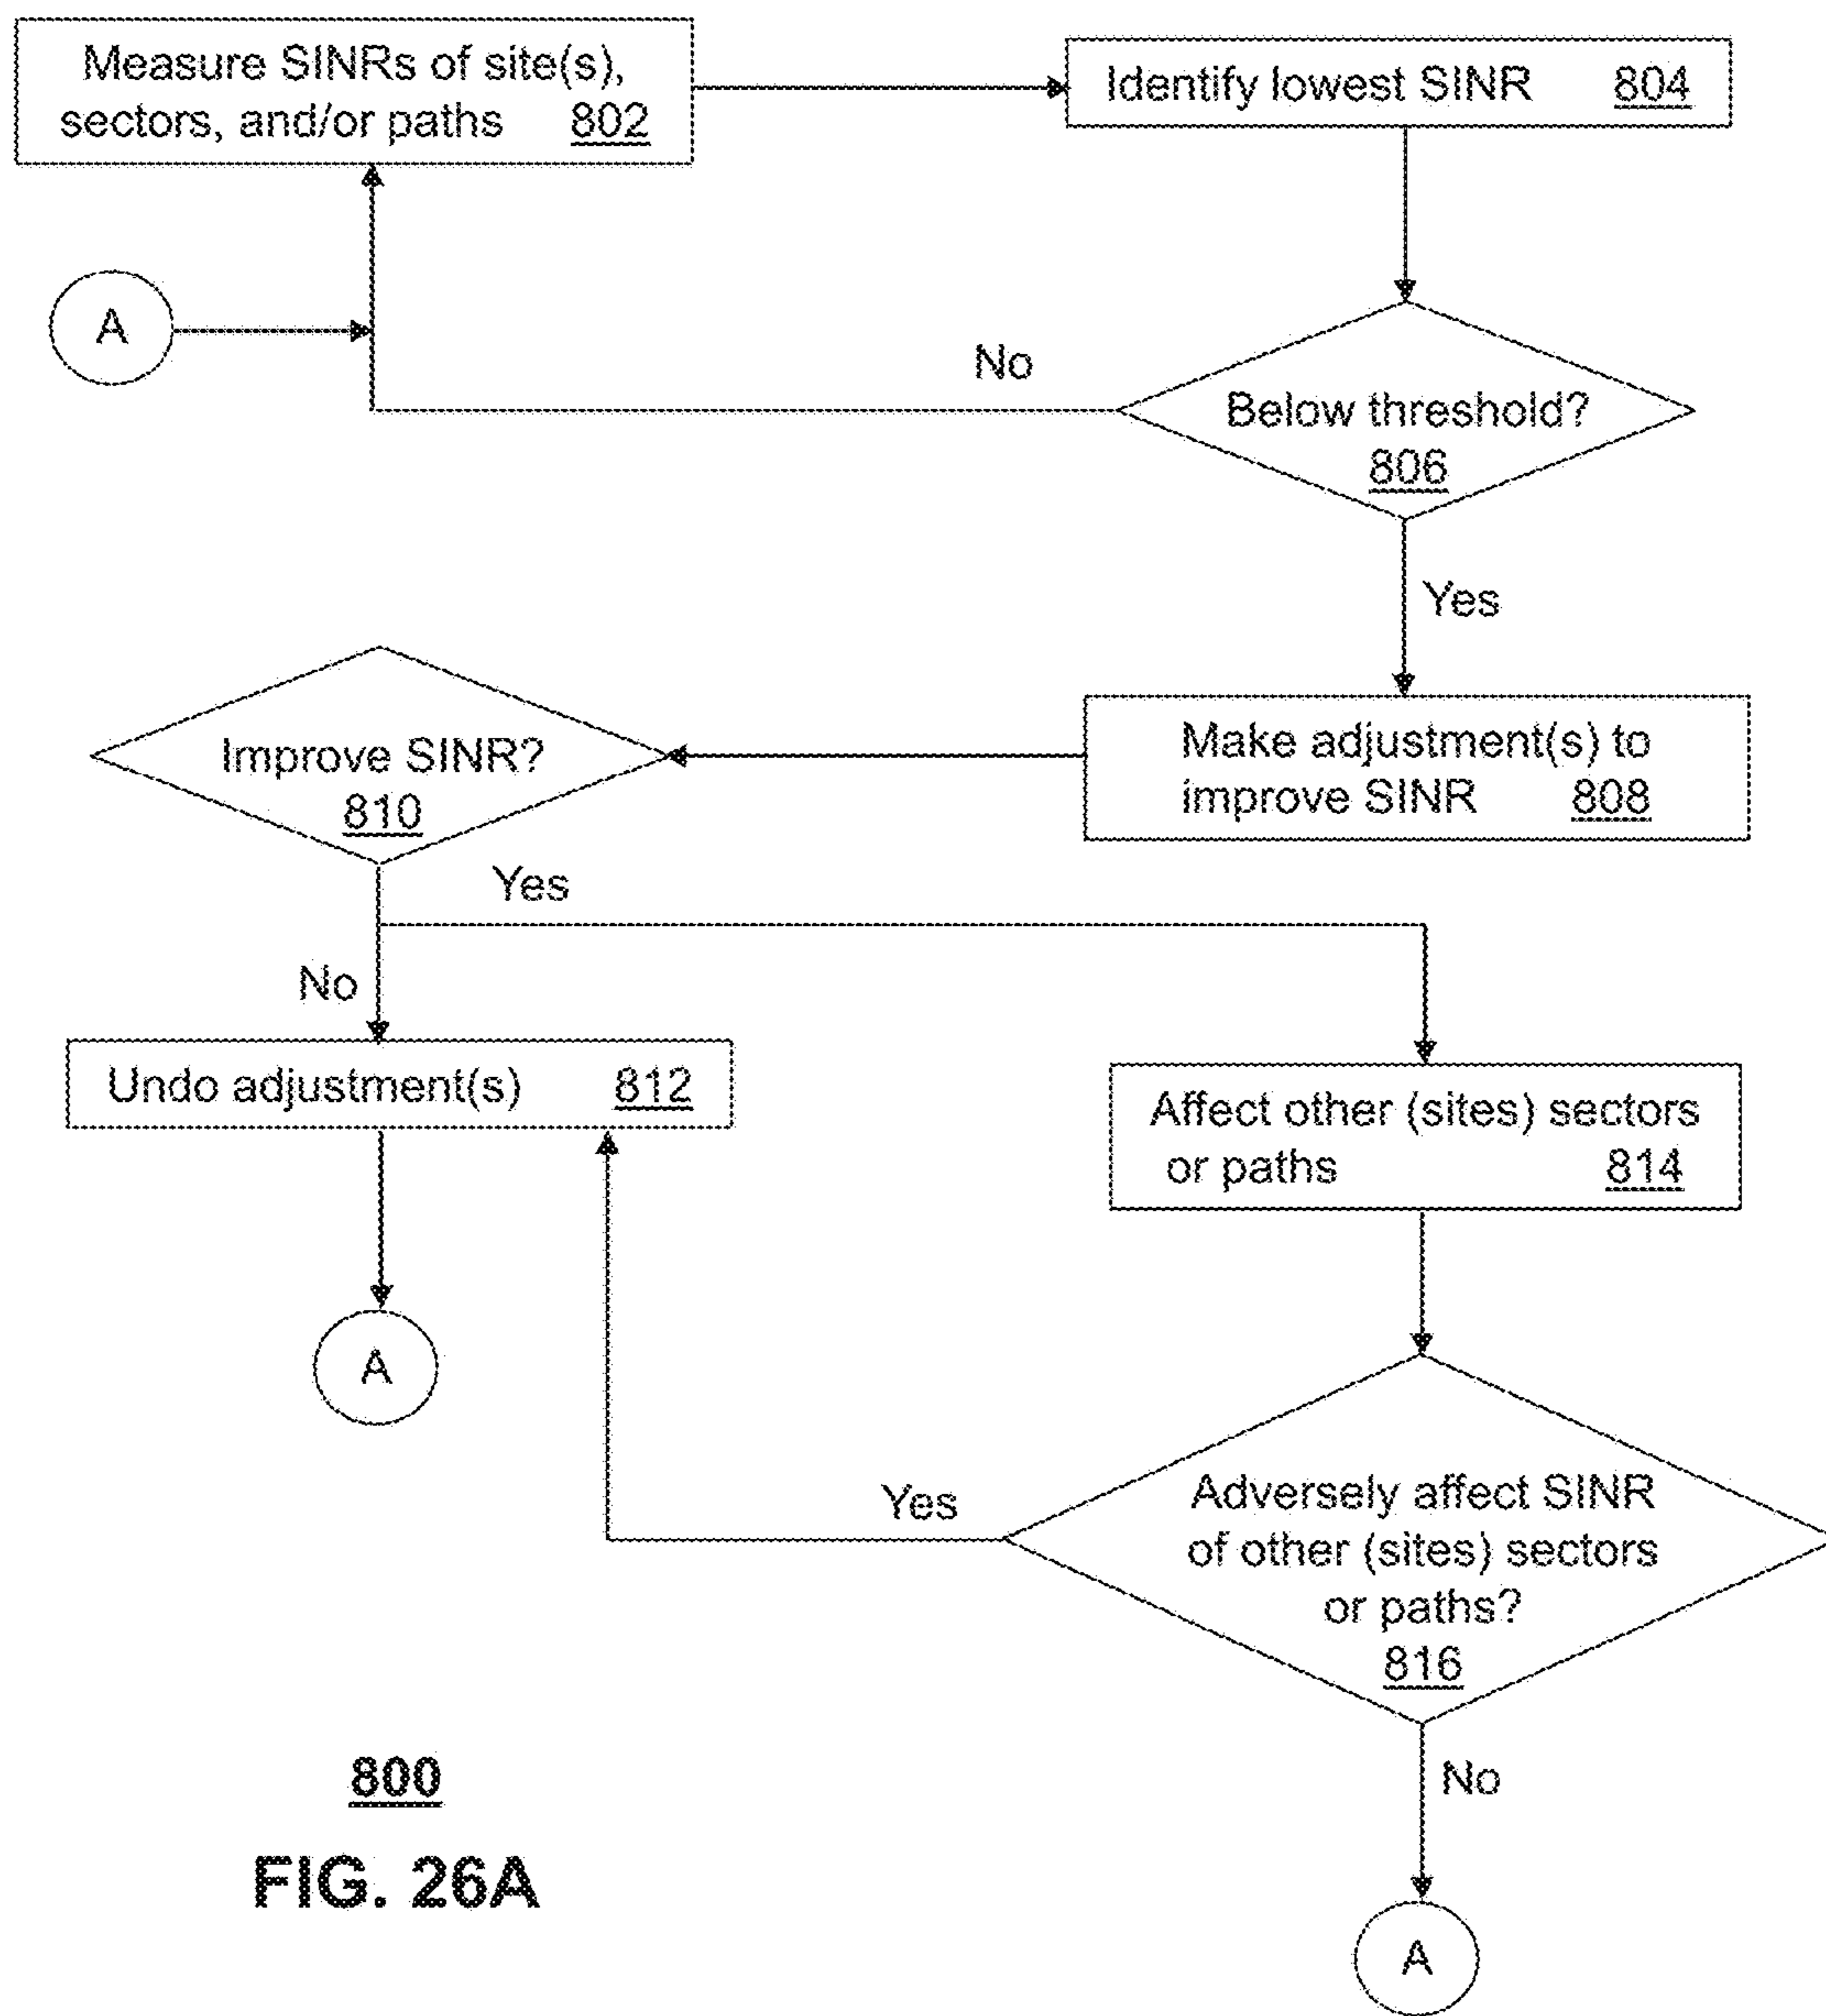 Measure SINRs of site(s),
sectors, and/or paths 802
Identify lowest SINR 804
A
No
Below threshold?
806
Yes
Improve SINR?
810
Make adjustment(s) to
improve SINR 808
Yes
No
Undo adjustment(s) 812
Affect other (sites) sectors
or paths 814
A
Yes
Adversely affect SINR
of other (sites) sectors
or paths?
816
No
800
FIG. 26A
A